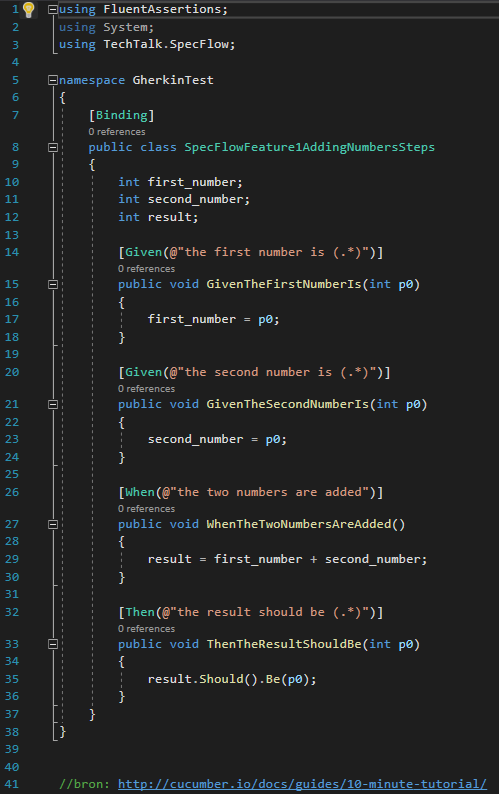 1 using FluentAssertions;
2 using System;
3 using TechTalk.SpecFlow;
4
5 namespace GherkinTest
6 {
7 [Binding]
0 references
8 public class SpecFlowFeature1AddingNumbersSteps
9 {
10 int first_number;
11 int second_number;
12 int result;
13
14 [Given(@"the first number is (.*)")]
0 references
15 public void GivenTheFirstNumberIs(int p0)
16 {
17 first_number = p0;
18 }
19
20 [Given(@"the second number is (.*)")]
0 references
21 public void GivenTheSecondNumberIs(int p0)
22 {
23 second_number = p0;
24 }
25
26 [When(@"the two numbers are added")]
0 references
27 public void WhenTheTwoNumbersAreAdded()
28 {
29 result = first_number + second_number;
30 }
31
32 [Then(@"the result should be (.*)")]
0 references
33 public void ThenTheResultShouldBe(int p0)
34 {
35 result.Should().Be(p0);
36 }
37 }
38 }
39
40
41 //bron: http://cucumber.io/docs/guides/10-minute-tutorial/